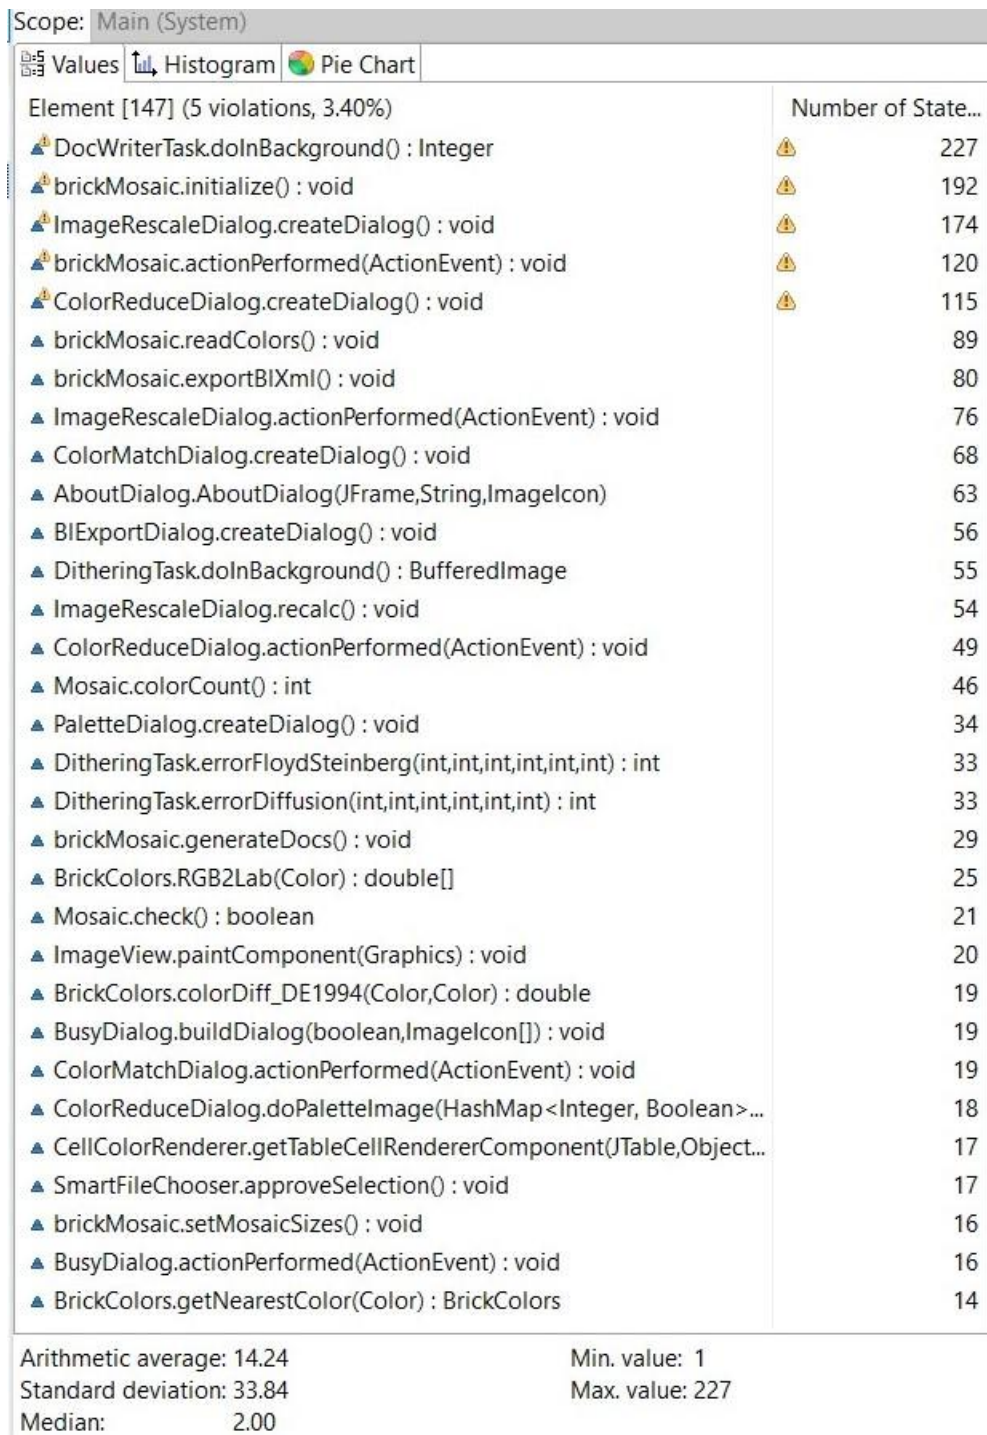 Scope: Main (System)
Values Histogram Pie Chart
Element [147] (5 violations, 3.40%) Number of State...
DocWriterTask.doInBackground() : Integer 227
brickMosaic.initialize() : void 192
ImageRescaleDialog.createDialog() : void 174
brickMosaic.actionPerformed(ActionEvent) : void 120
ColorReduceDialog.createDialog() : void 115
brickMosaic.readColors() : void 89
brickMosaic.exportBlXml() : void 80
ImageRescaleDialog.actionPerformed(ActionEvent) : void 76
ColorMatchDialog.createDialog() : void 68
AboutDialog.AboutDialog(JFrame,String,ImageIcon) 63
BlExportDialog.createDialog() : void 56
DitheringTask.doInBackground() : BufferedImage 55
ImageRescaleDialog.recalc() : void 54
ColorReduceDialog.actionPerformed(ActionEvent) : void 49
Mosaic.colorCount() : int 46
PaletteDialog.createDialog() : void 34
DitheringTask.errorFloydSteinberg(int,int,int,int,int,int) : int 33
DitheringTask.errorDiffusion(int,int,int,int,int,int) : int 33
brickMosaic.generateDocs() : void 29
BrickColors.RGB2Lab(Color) : double[] 25
Mosaic.check() : boolean 21
ImageView.paintComponent(Graphics) : void 20
BrickColors.colorDiff_DE1994(Color,Color) : double 19
BusyDialog.buildDialog(boolean,ImageIcon[]) : void 19
ColorMatchDialog.actionPerformed(ActionEvent) : void 19
ColorReduceDialog.doPaletteImage(HashMap<Integer, Boolean>... 18
CellColorRenderer.getTableCellRendererComponent(JTable,Object... 17
SmartFileChooser.approveSelection() : void 17
brickMosaic.setMosaicSizes() : void 16
BusyDialog.actionPerformed(ActionEvent) : void 16
BrickColors.getNearestColor(Color) : BrickColors 14
Arithmetic average: 14.24 Min. value: 1
Standard deviation: 33.84 Max. value: 227
Median: 2.00